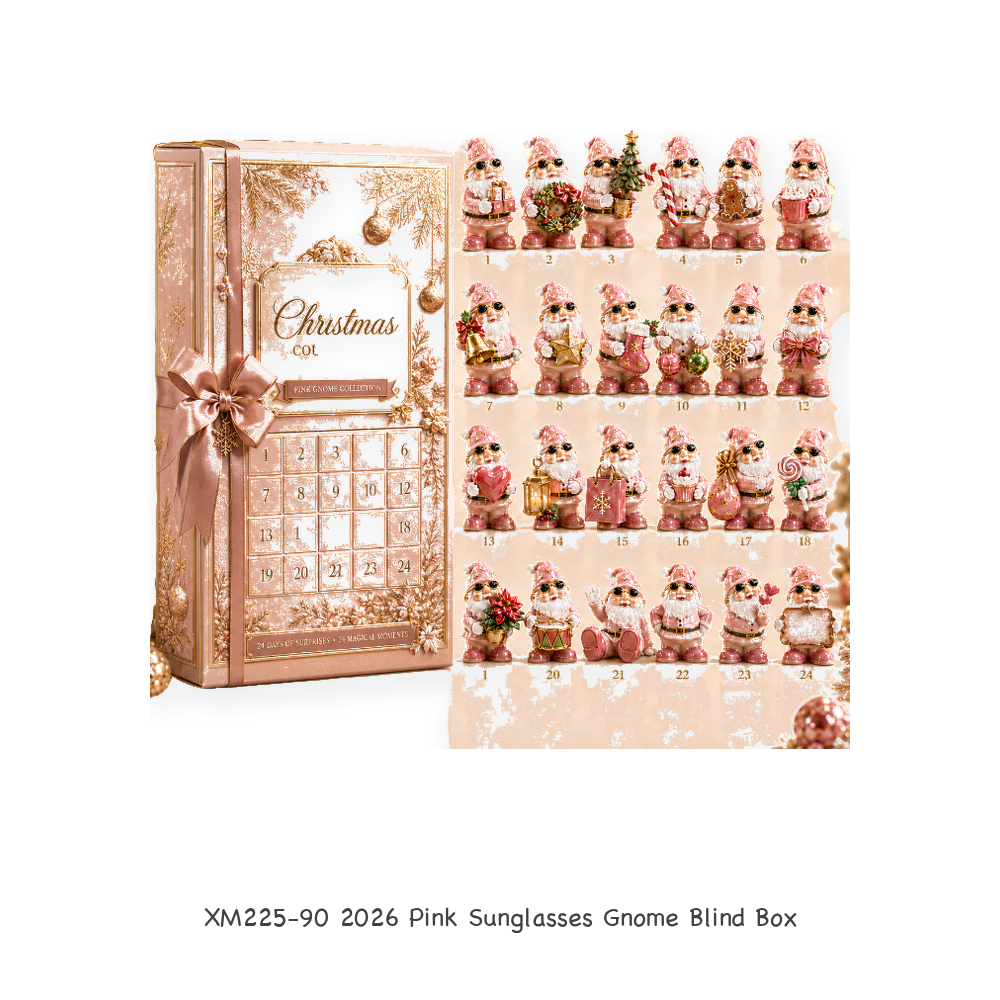 Christmas
COL
PINK GNOME COLLECTION
1 2 3 6
7 8 9 10 12
13 1 18
19 20 21 23 24
24 DAYS OF SURPRISES • 24 MAGICAL MOMENTS
1 2 3 4 5 6
7 8 9 10 11 12
13 14 15 16 17 18
1 20 21 22 23 24
XM225-90 2026 Pink Sunglasses Gnome Blind Box